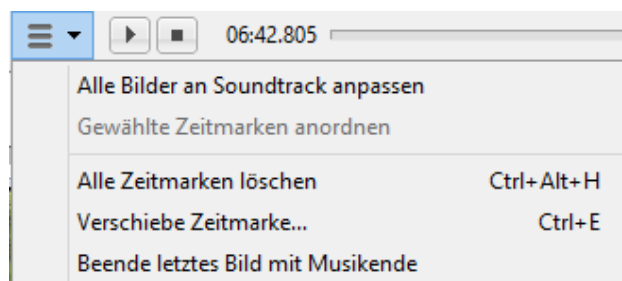 06:42.805
Alle Bilder an Soundtrack anpassen
Gewählte Zeitmarken anordnen
Alle Zeitmarken löschen Ctrl+Alt+H
Verschiebe Zeitmarke... Ctrl+E
Beende letztes Bild mit Musikende